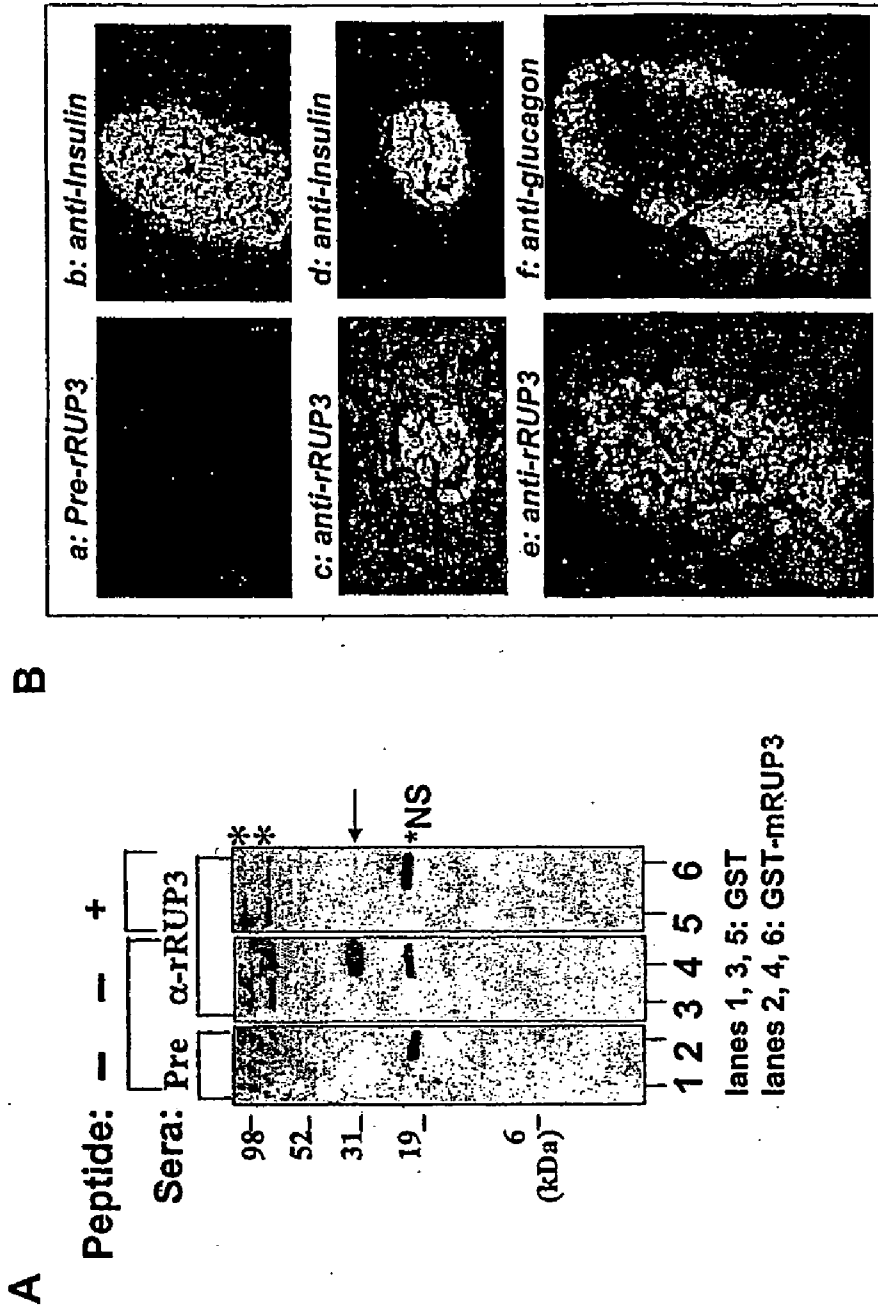 A
Peptide: – – +
Sera: Pre α-rRUP3
98–
52–
31–
19–
6–
(kDa)
*
*
*NS
1 2 3 4 5 6
lanes 1, 3, 5: GST
lanes 2, 4, 6: GST-mRUP3
B
a: Pre-rRUP3
b: anti-Insulin
c: anti-rRUP3
d: anti-Insulin
e: anti-rRUP3
f: anti-glucagon